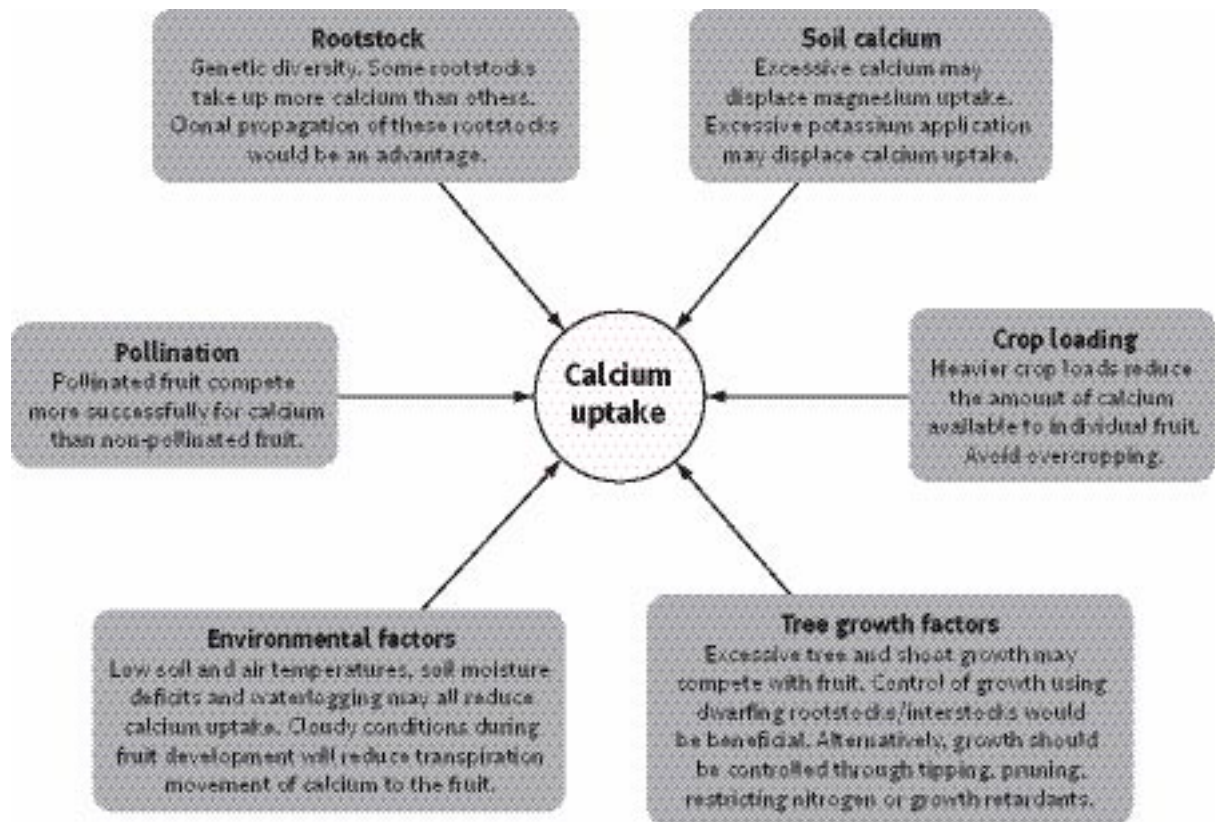 Rootstock
Genetic diversity. Some rootstocks
take up more calcium than others.
Clonal propagation of these rootstocks
would be an advantage.
Soil calcium
Excessive calcium may
displace magnesium uptake.
Excessive potassium application
may displace calcium uptake.
Pollination
Pollinated fruit compete
more successfully for calcium
than non-pollinated fruit.
Calcium
uptake
Crop loading
Heavier crop loads reduce
the amount of calcium
available to individual fruit.
Avoid overcropping.
Environmental factors
Low soil and air temperatures, soil moisture
deficits and waterlogging may all reduce
calcium uptake. Cloudy conditions during
fruit development will reduce transpiration
movement of calcium to the fruit.
Tree growth factors
Excessive tree and shoot growth may
compete with fruit. Control of growth using
dwarfing rootstocks/interstocks would
be beneficial. Alternatively, growth should
be controlled through tipping, pruning,
restricting nitrogen or growth retardants.